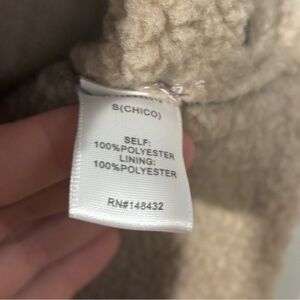 S(CHICO)
SELF:
100%POLYESTER
LINING:
100%POLYESTER
RN#148432